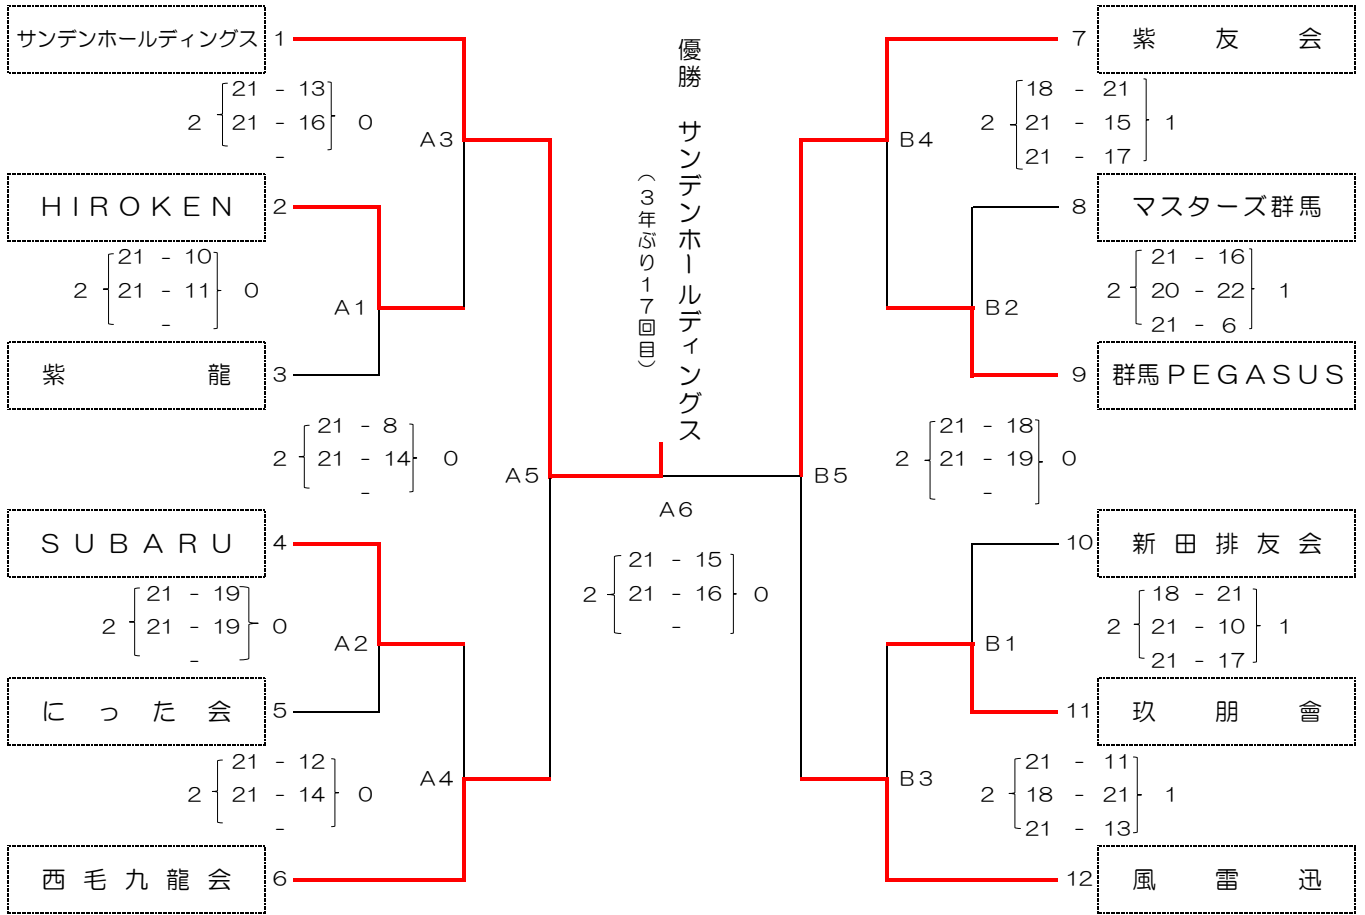 サンデンホールディングス 1
21 - 13
2 21 - 16 0
-
A3
HIROKEN 2
21 - 10
2 21 - 11 0
-
A1
紫龍 3
21 - 8
2 21 - 14 0
-
A5
SUBARU 4
21 - 19
2 21 - 19 0
-
A2
にった会 5
21 - 12
2 21 - 14 0
-
A4
西毛九龍会 6
優勝 サンデンホールディングス
（3年ぶり17回目）
A6
21 - 15
2 21 - 16 0
-
7 紫友会
18 - 21
2 21 - 15 1
21 - 17
B4
8 マスターズ群馬
21 - 16
2 20 - 22 1
21 - 6
B2
9 群馬PEGASUS
21 - 18
2 21 - 19 0
-
B5
10 新田排友会
18 - 21
2 21 - 10 1
21 - 17
B1
11 玖朋會
21 - 11
2 18 - 21 1
21 - 13
B3
12 風雷迅